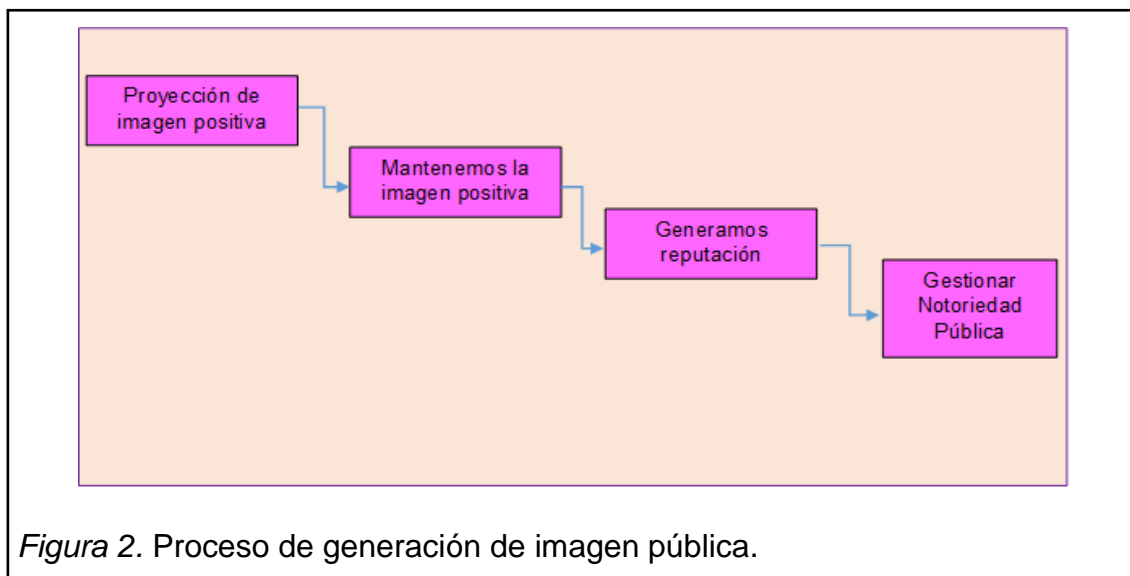 Proyección de
imagen positiva
Mantenemos la
imagen positiva
Generamos
reputación
Gestionar
Notoriedad
Pública
Figura 2. Proceso de generación de imagen pública.